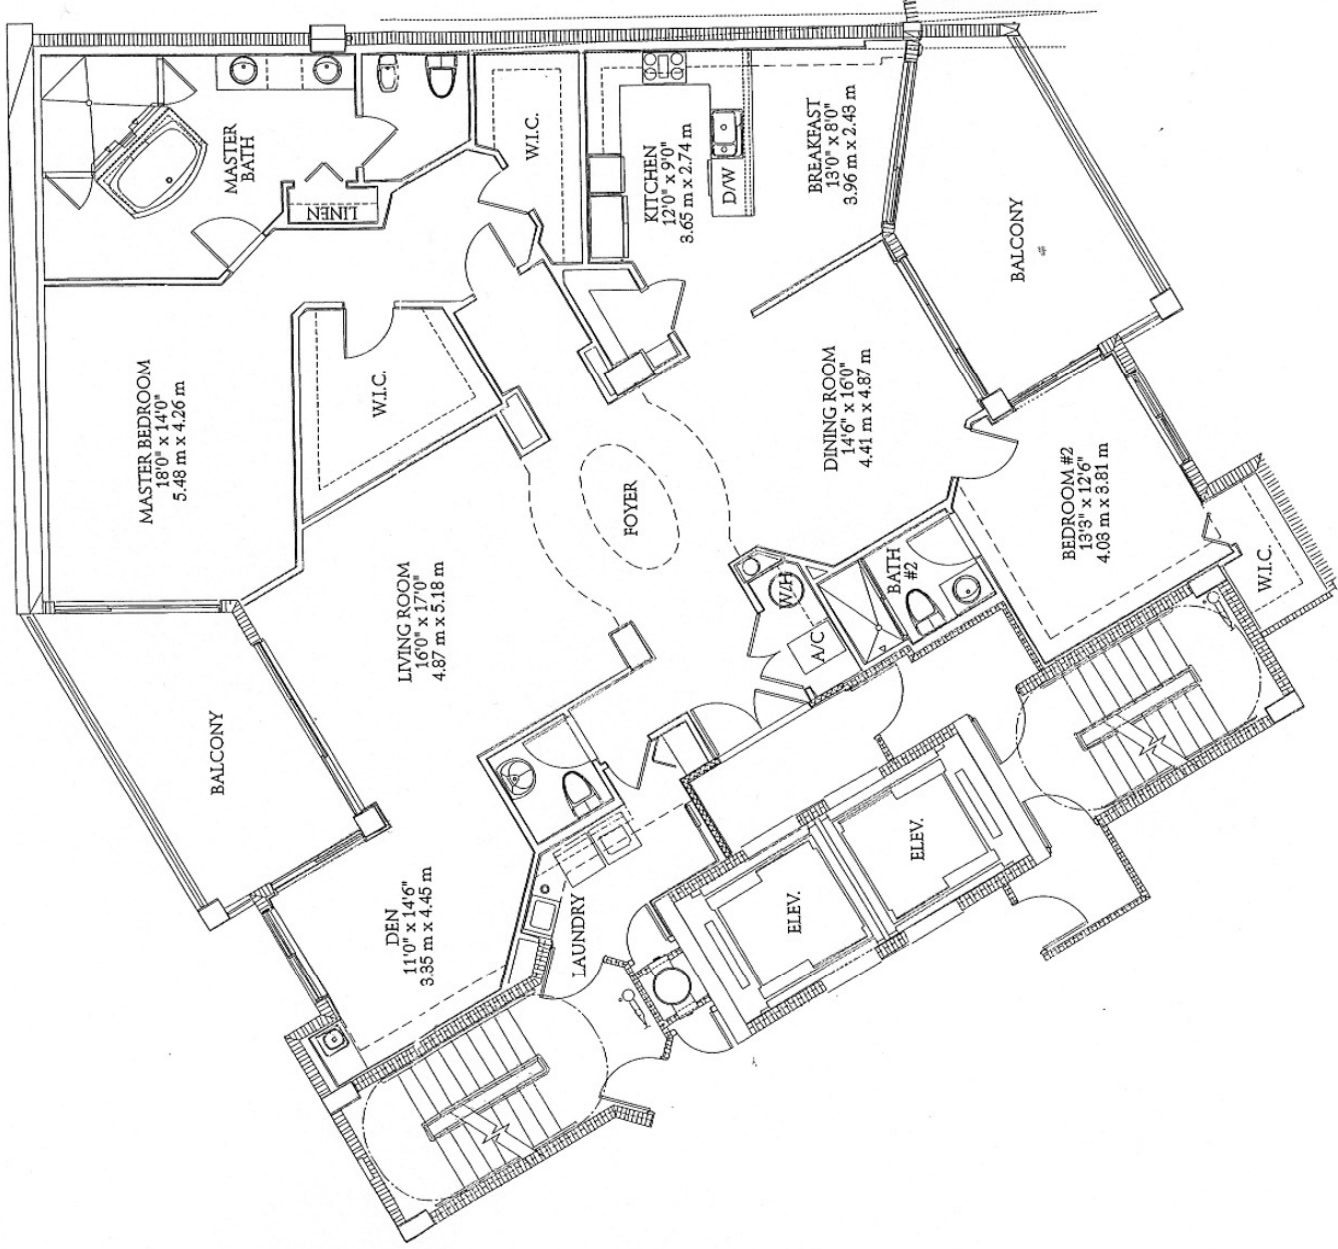 MASTER
BATH
LINEN
W.I.C.
KITCHEN
12'0" x 9'0"
3.65 m x 2.74 m
D/W
BREAKFAST
13'0" x 8'0"
3.96 m x 2.43 m
BALCONY
MASTER BEDROOM
18'0" x 14'0"
5.48 m x 4.26 m
W.I.C.
FOYER
DINING ROOM
14'6" x 16'0"
4.41 m x 4.87 m
BEDROOM #2
13'3" x 12'6"
4.03 m x 3.81 m
W.I.C.
BATH
#2
W/H
A/C
LIVING ROOM
16'0" x 17'0"
4.87 m x 5.18 m
BALCONY
DEN
11'0" x 14'6"
3.35 m x 4.45 m
LAUNDRY
ELEV.
ELEV.